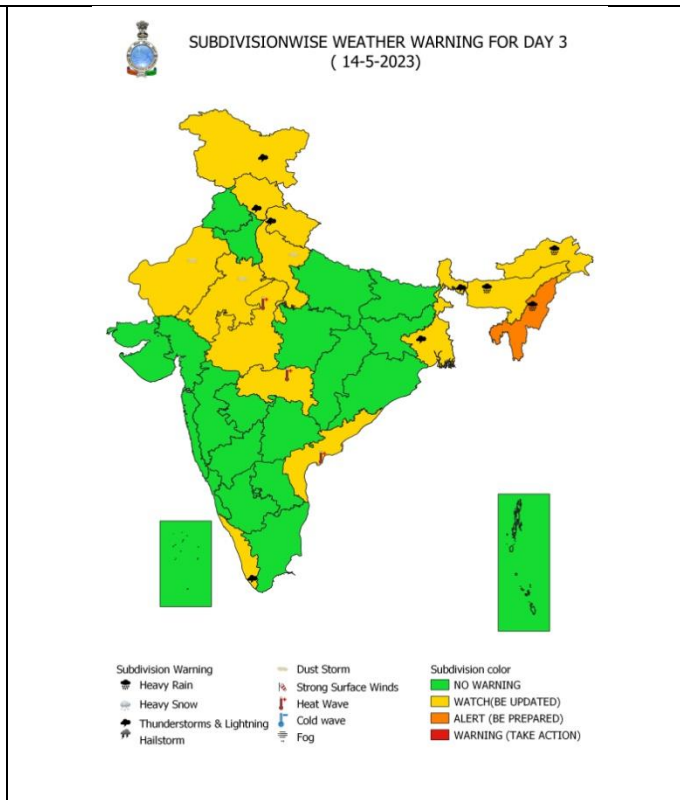 SUBDIVISIONWISE WEATHER WARNING FOR DAY 3
( 14-5-2023)
Subdivision Warning
Heavy Rain
Heavy Snow
Thunderstorms & Lightning
Hailstorm
Dust Storm
Strong Surface Winds
Heat Wave
Cold wave
Fog
Subdivision color
NO WARNING
WATCH(BE UPDATED)
ALERT (BE PREPARED)
WARNING (TAKE ACTION)